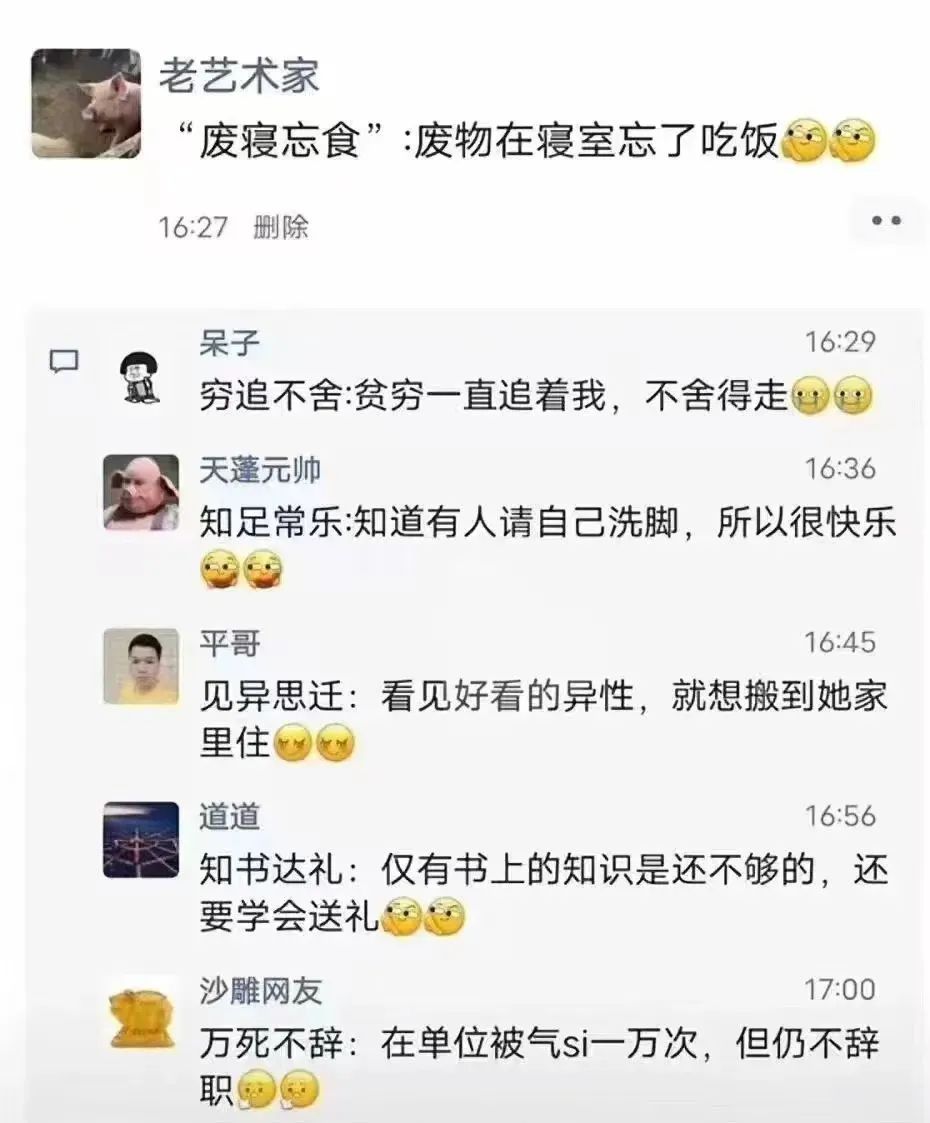 老艺术家
“废寝忘食”:废物在寝室忘了吃饭
16:27 删除
呆子 16:29
穷追不舍:贫穷一直追着我，不舍得走
天蓬元帅 16:36
知足常乐:知道有人请自己洗脚，所以很快乐
平哥 16:45
见异思迁：看见好看的异性，就想搬到她家
里住
道道 16:56
知书达礼：仅有书上的知识是还不够的，还
要学会送礼
沙雕网友 17:00
万死不辞：在单位被气si一万次，但仍不辞
职